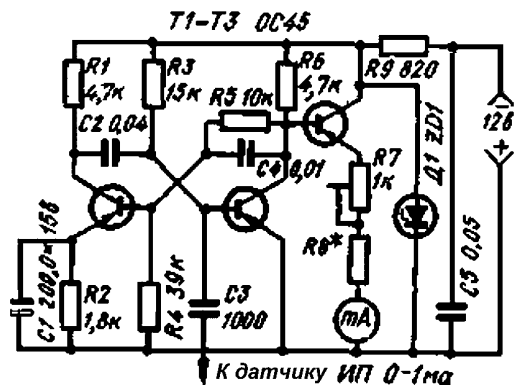 T1-T3 ОС45
R1 4,7к
R3 15к
R6 4,7к
R9 820
R5 10к
C2 0,04
C4 0,01
12в
R7 1к
Д1 ZD1
R8*
C1 200,0 × 15в
R2 1,8к
R4 39к
C3 1000
mA
C5 0,05
К датчику
ИП 0-1ма